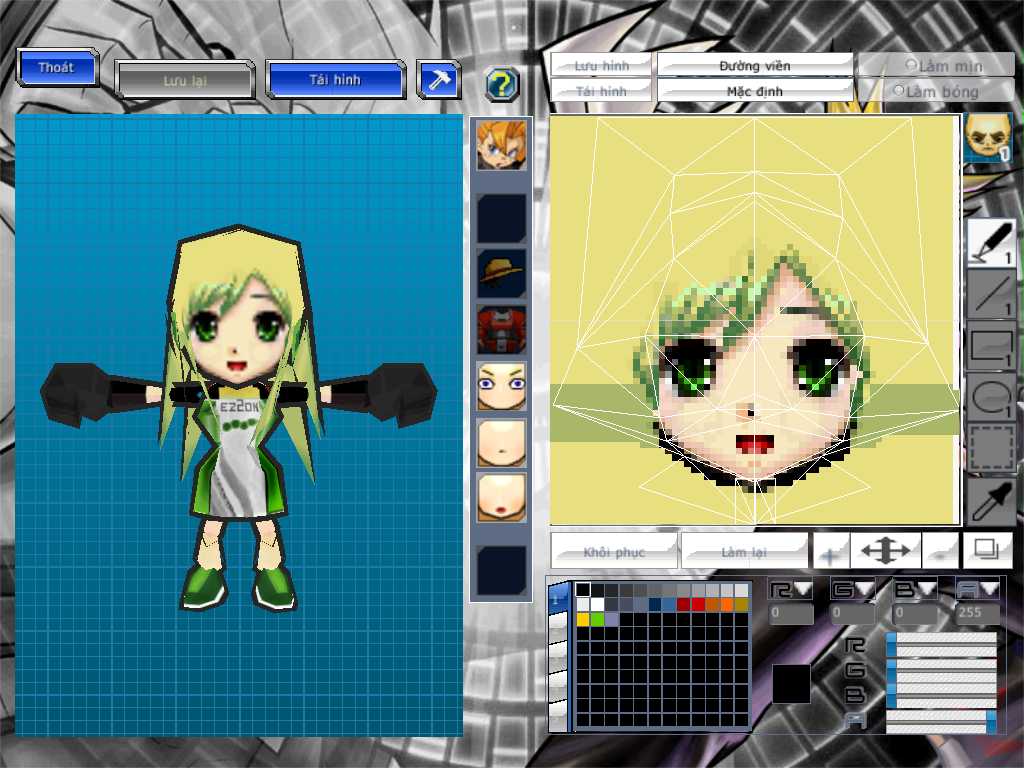 Thoát
Lưu lại
Tải hình
?
Lưu hình
Đường viền
Làm mịn
Tải hình
Mặc định
Làm bóng
1
1
1
1
1
EZ2ON
Khôi phục
Làm lại
+
-
1
R
G
B
A
0
0
0
255
R
G
B
A